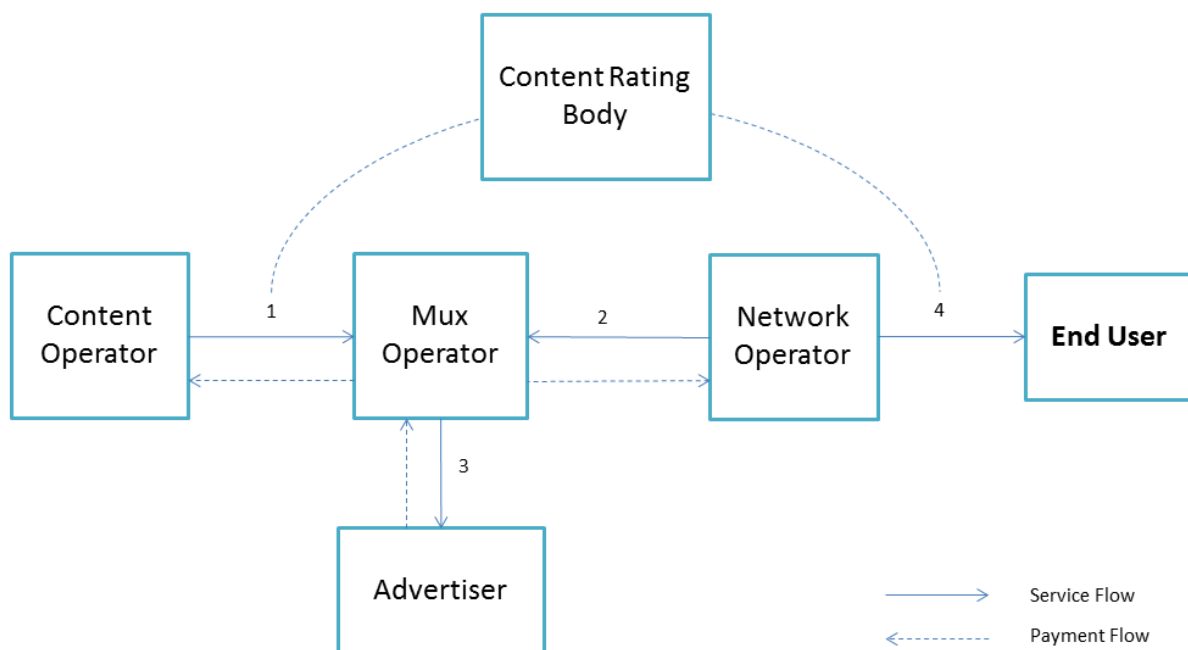 Content Rating
Body
Content
Operator
1
Mux
Operator
2
Network
Operator
4
End User
3
Advertiser
Service Flow
Payment Flow